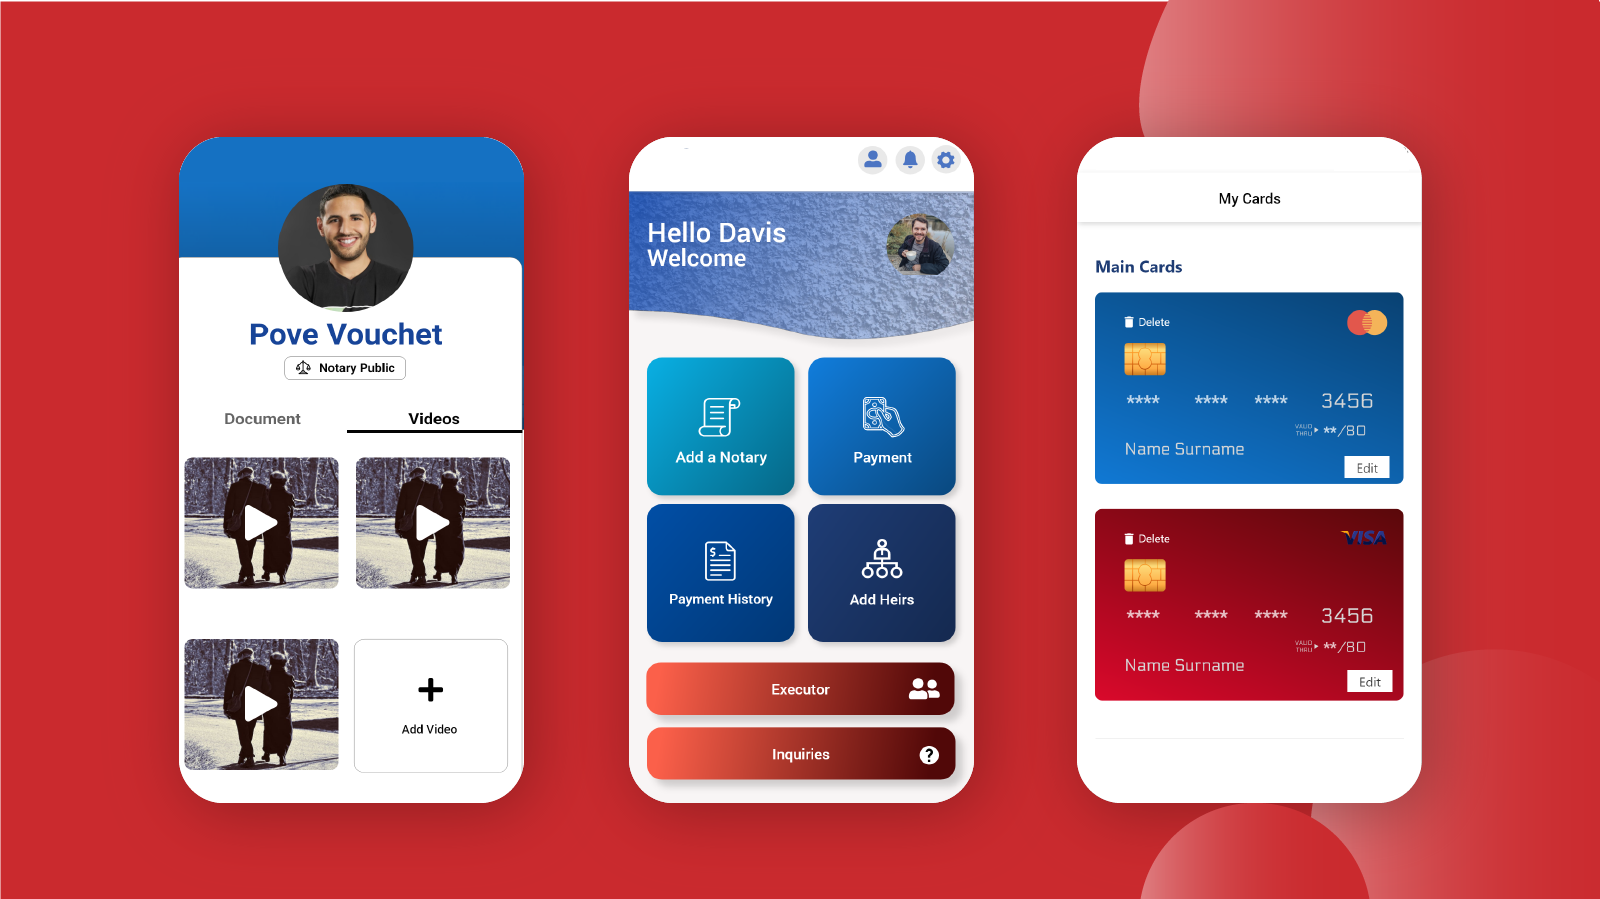 Pove Vouchet
Notary Public
Document
Videos
Add Video
Hello Davis
Welcome
Add a Notary
Payment
Payment History
Add Heirs
Executor
Inquiries
My Cards
Main Cards
Delete
**** **** **** 3456
VALID THRU **/80
Name Surname
Edit
Delete
VISA
**** **** **** 3456
VALID THRU **/80
Name Surname
Edit